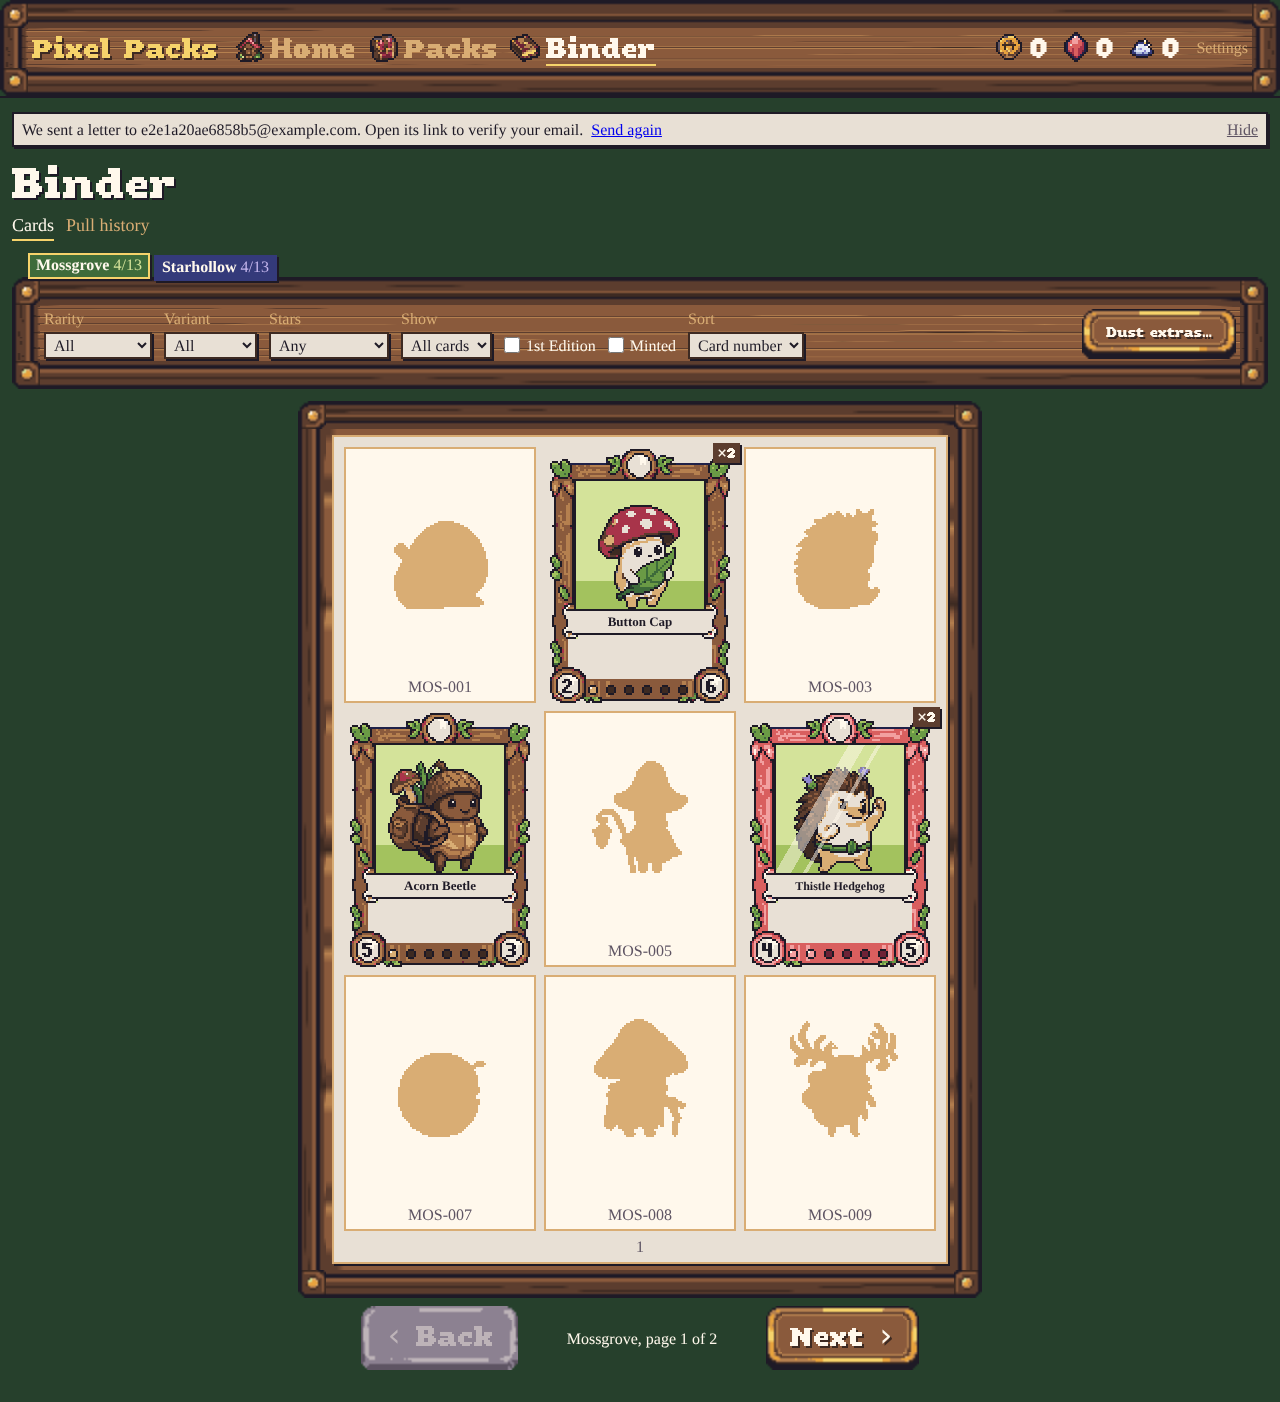 Pixel Packs Home Packs Binder 0 0 0 Settings
We sent a letter to e2e1a20ae6858b5@example.com. Open its link to verify your email. Send again Hide
Binder
Cards Pull history
Mossgrove 4/13 Starhollow 4/13
Rarity Variant Stars Show Sort
All All Any All cards 1st Edition Minted Card number Dust extras...
×2
Button Cap
2 6
MOS-001 MOS-003
×2
Acorn Beetle Thistle Hedgehog
5 3 4 5
MOS-005
MOS-007 MOS-008 MOS-009
1
‹ Back Mossgrove, page 1 of 2 Next ›